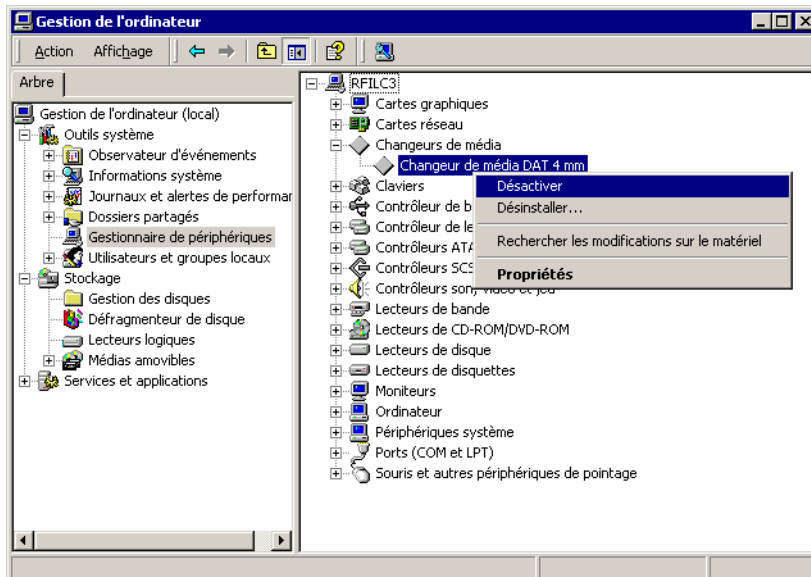 Gestion de l'ordinateur
Action Affichage
Arbre
Gestion de l'ordinateur (local)
Outils système
Observateur d'événements
Informations système
Journaux et alertes de performar
Dossiers partagés
Gestionnaire de périphériques
Utilisateurs et groupes locaux
Stockage
Gestion des disques
Défragmenteur de disque
Lecteurs logiques
Médias amovibles
Services et applications
RFILC3
Cartes graphiques
Cartes réseau
Changeurs de média
Changeur de média DAT 4 mm
Claviers
Contrôleur de b
Contrôleur de le
Contrôleurs ATA
Contrôleurs SCS
Contrôleurs son, vidéo et jeu
Lecteurs de bande
Lecteurs de CD-ROM/DVD-ROM
Lecteurs de disque
Lecteurs de disquettes
Moniteurs
Ordinateur
Périphériques système
Ports (COM et LPT)
Souris et autres périphériques de pointage
Désactiver
Désinstaller...
Rechercher les modifications sur le matériel
Propriétés